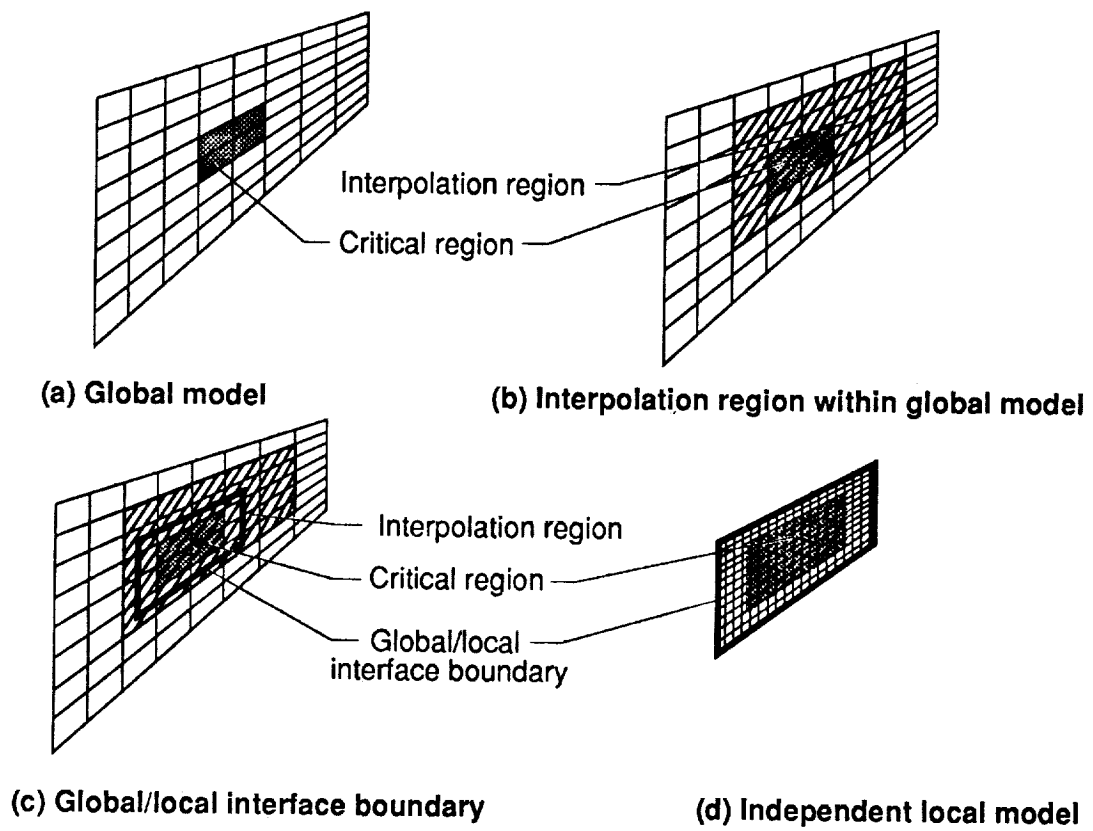 Interpolation region
Critical region
(a) Global model
(b) Interpolation region within global model
Interpolation region
Critical region
Global/local
interface boundary
(c) Global/local interface boundary
(d) Independent local model